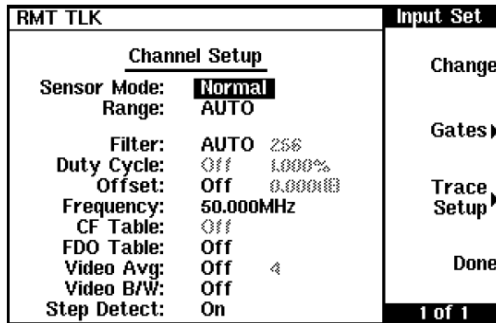 RMT TLK
Input Set
Channel Setup
Change
Sensor Mode: Normal
Range: AUTO
Gates
Filter: AUTO 256
Duty Cycle: Off 1.000%
Offset: Off 0.000dB
Trace Setup
Frequency: 50.000MHz
CF Table: Off
FDO Table: Off
Video Avg: Off 4
Done
Video B/W: Off
Step Detect: On
1 of 1